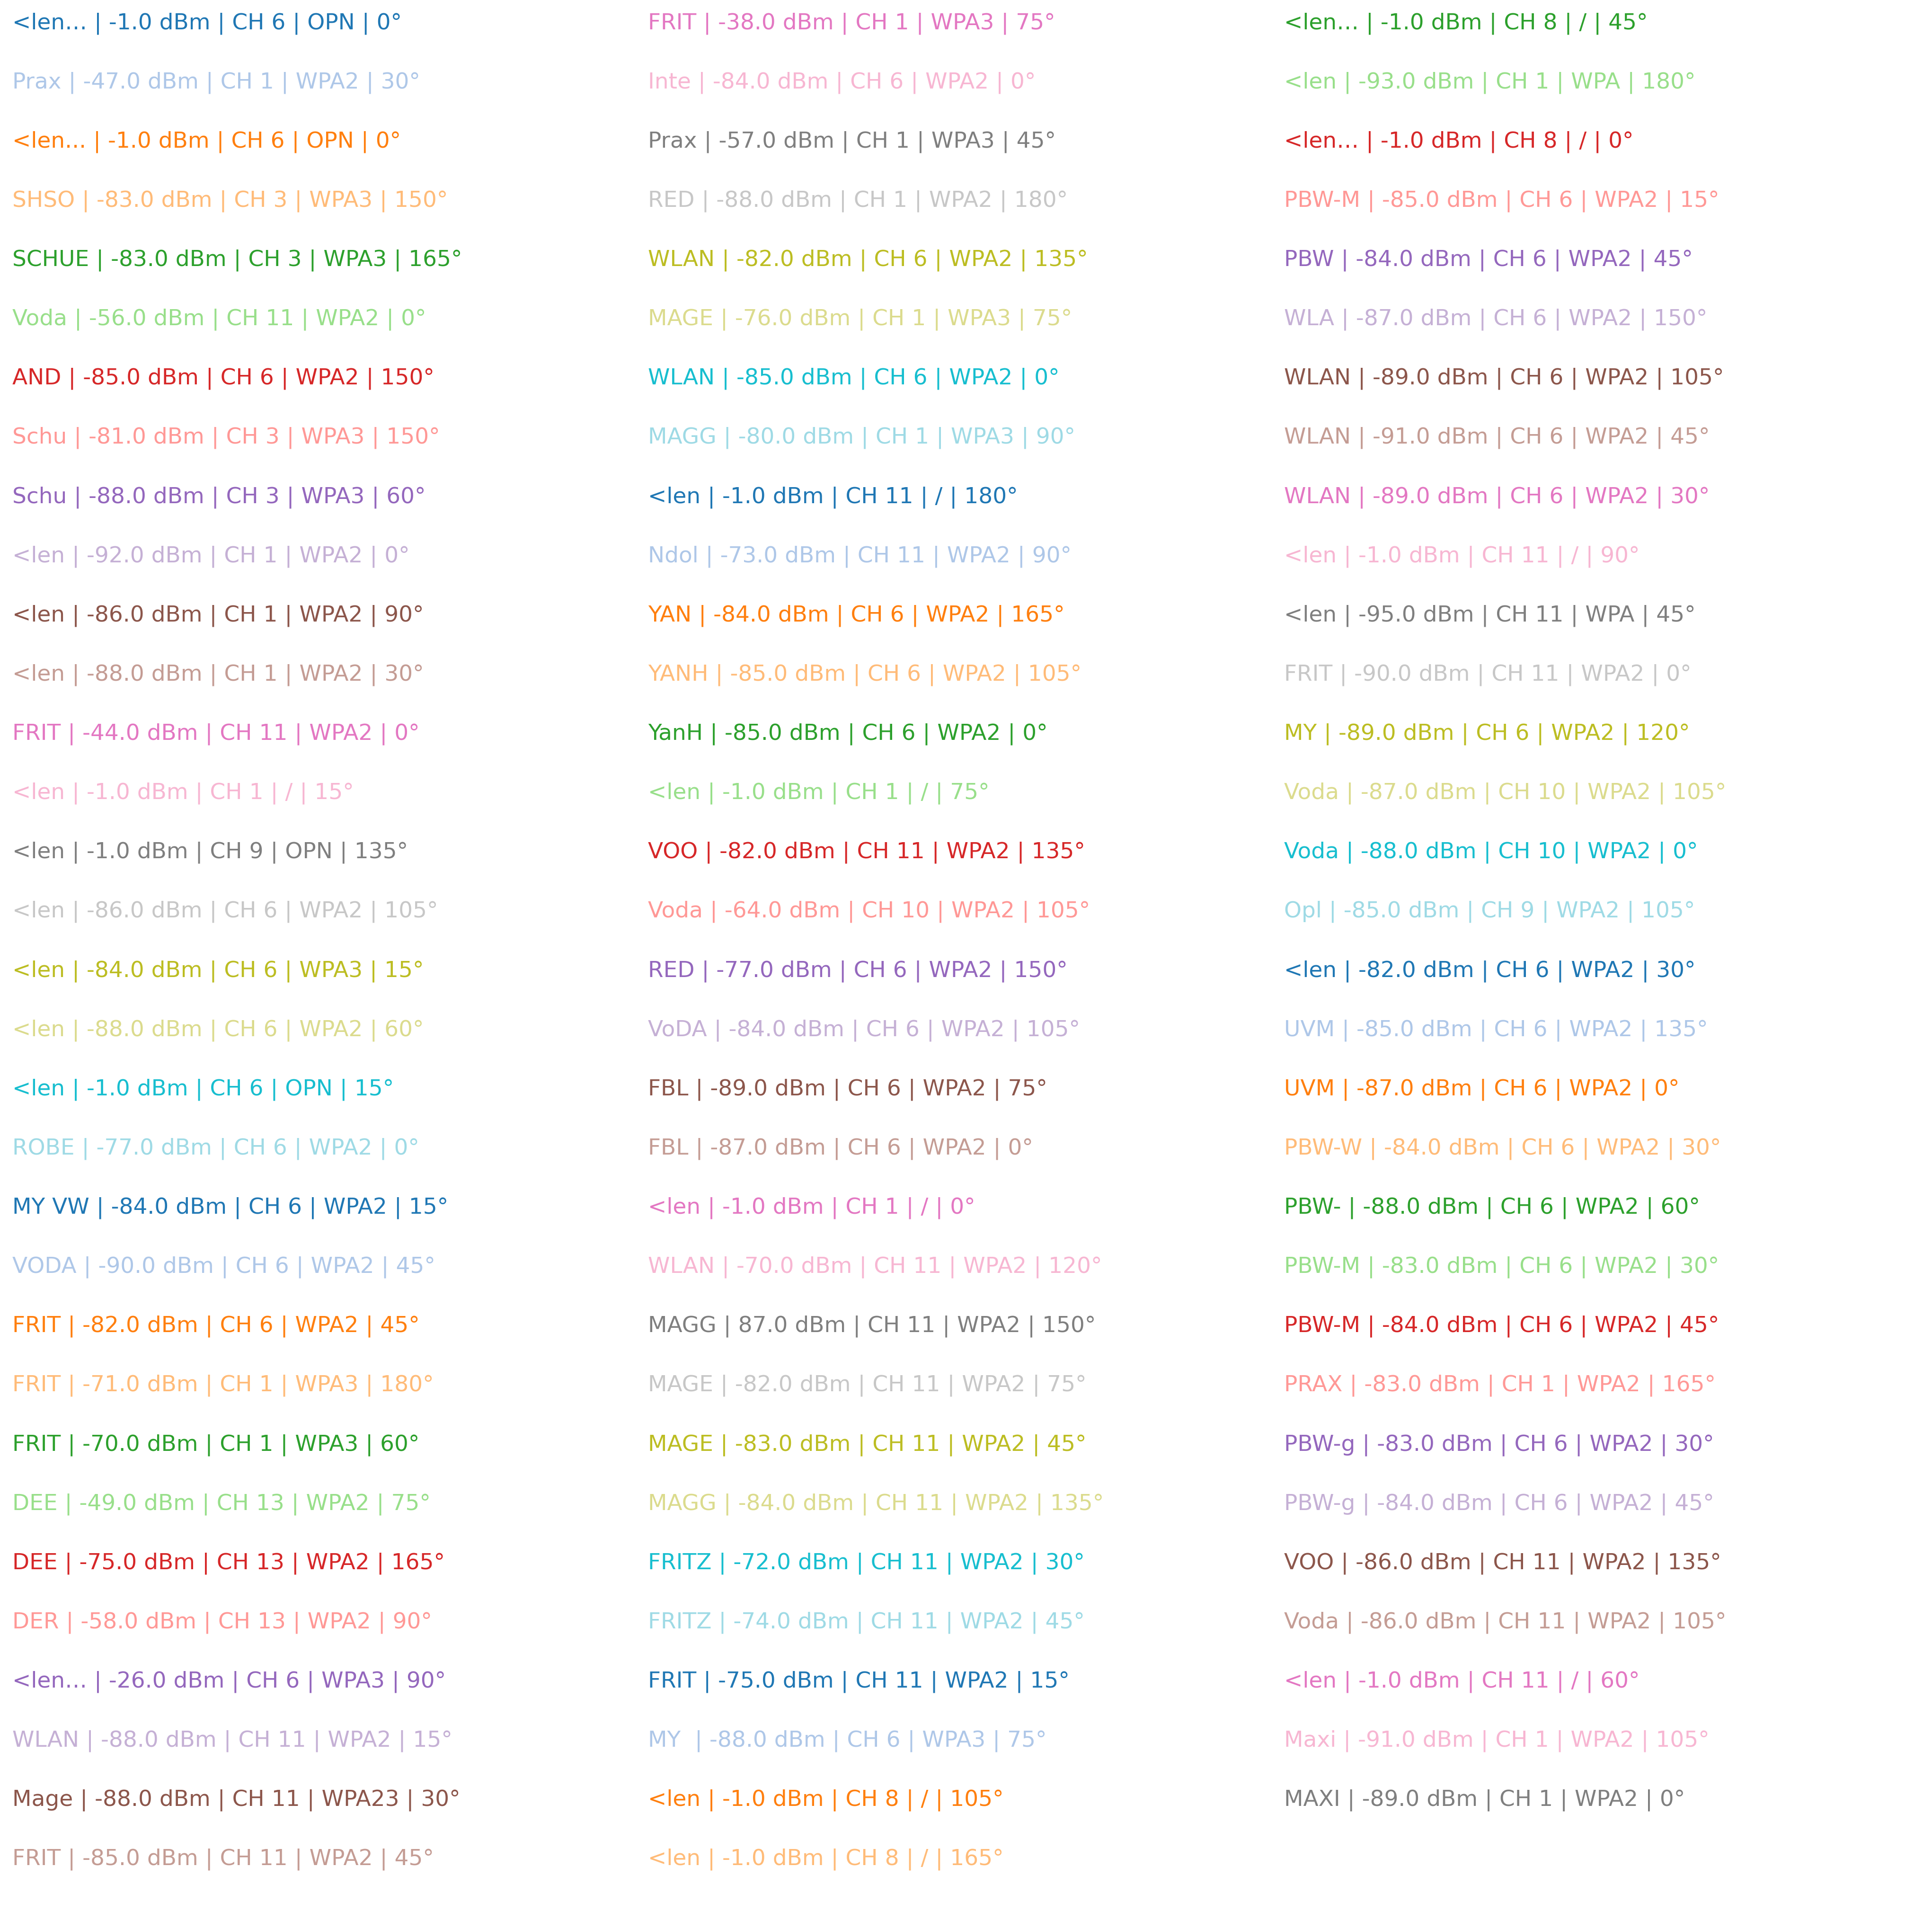 <len... | -1.0 dBm | CH 6 | OPN | 0°
Prax | -47.0 dBm | CH 1 | WPA2 | 30°
<len... | -1.0 dBm | CH 6 | OPN | 0°
SHSO | -83.0 dBm | CH 3 | WPA3 | 150°
SCHUE | -83.0 dBm | CH 3 | WPA3 | 165°
Voda | -56.0 dBm | CH 11 | WPA2 | 0°
AND | -85.0 dBm | CH 6 | WPA2 | 150°
Schu | -81.0 dBm | CH 3 | WPA3 | 150°
Schu | -88.0 dBm | CH 3 | WPA3 | 60°
<len | -92.0 dBm | CH 1 | WPA2 | 0°
<len | -86.0 dBm | CH 1 | WPA2 | 90°
<len | -88.0 dBm | CH 1 | WPA2 | 30°
FRIT | -44.0 dBm | CH 11 | WPA2 | 0°
<len | -1.0 dBm | CH 1 | / | 15°
<len | -1.0 dBm | CH 9 | OPN | 135°
<len | -86.0 dBm | CH 6 | WPA2 | 105°
<len | -84.0 dBm | CH 6 | WPA3 | 15°
<len | -88.0 dBm | CH 6 | WPA2 | 60°
<len | -1.0 dBm | CH 6 | OPN | 15°
ROBE | -77.0 dBm | CH 6 | WPA2 | 0°
MY VW | -84.0 dBm | CH 6 | WPA2 | 15°
VODA | -90.0 dBm | CH 6 | WPA2 | 45°
FRIT | -82.0 dBm | CH 6 | WPA2 | 45°
FRIT | -71.0 dBm | CH 1 | WPA3 | 180°
FRIT | -70.0 dBm | CH 1 | WPA3 | 60°
DEE | -49.0 dBm | CH 13 | WPA2 | 75°
DEE | -75.0 dBm | CH 13 | WPA2 | 165°
DER | -58.0 dBm | CH 13 | WPA2 | 90°
<len... | -26.0 dBm | CH 6 | WPA3 | 90°
WLAN | -88.0 dBm | CH 11 | WPA2 | 15°
Mage | -88.0 dBm | CH 11 | WPA23 | 30°
FRIT | -85.0 dBm | CH 11 | WPA2 | 45°
FRIT | -38.0 dBm | CH 1 | WPA3 | 75°
Inte | -84.0 dBm | CH 6 | WPA2 | 0°
Prax | -57.0 dBm | CH 1 | WPA3 | 45°
RED | -88.0 dBm | CH 1 | WPA2 | 180°
WLAN | -82.0 dBm | CH 6 | WPA2 | 135°
MAGE | -76.0 dBm | CH 1 | WPA3 | 75°
WLAN | -85.0 dBm | CH 6 | WPA2 | 0°
MAGG | -80.0 dBm | CH 1 | WPA3 | 90°
<len | -1.0 dBm | CH 11 | / | 180°
Ndol | -73.0 dBm | CH 11 | WPA2 | 90°
YAN | -84.0 dBm | CH 6 | WPA2 | 165°
YANH | -85.0 dBm | CH 6 | WPA2 | 105°
YanH | -85.0 dBm | CH 6 | WPA2 | 0°
<len | -1.0 dBm | CH 1 | / | 75°
VOO | -82.0 dBm | CH 11 | WPA2 | 135°
Voda | -64.0 dBm | CH 10 | WPA2 | 105°
RED | -77.0 dBm | CH 6 | WPA2 | 150°
VoDA | -84.0 dBm | CH 6 | WPA2 | 105°
FBL | -89.0 dBm | CH 6 | WPA2 | 75°
FBL | -87.0 dBm | CH 6 | WPA2 | 0°
<len | -1.0 dBm | CH 1 | / | 0°
WLAN | -70.0 dBm | CH 11 | WPA2 | 120°
MAGG | 87.0 dBm | CH 11 | WPA2 | 150°
MAGE | -82.0 dBm | CH 11 | WPA2 | 75°
MAGE | -83.0 dBm | CH 11 | WPA2 | 45°
MAGG | -84.0 dBm | CH 11 | WPA2 | 135°
FRITZ | -72.0 dBm | CH 11 | WPA2 | 30°
FRITZ | -74.0 dBm | CH 11 | WPA2 | 45°
FRIT | -75.0 dBm | CH 11 | WPA2 | 15°
MY  | -88.0 dBm | CH 6 | WPA3 | 75°
<len | -1.0 dBm | CH 8 | / | 105°
<len | -1.0 dBm | CH 8 | / | 165°
<len... | -1.0 dBm | CH 8 | / | 45°
<len | -93.0 dBm | CH 1 | WPA | 180°
<len... | -1.0 dBm | CH 8 | / | 0°
PBW-M | -85.0 dBm | CH 6 | WPA2 | 15°
PBW | -84.0 dBm | CH 6 | WPA2 | 45°
WLA | -87.0 dBm | CH 6 | WPA2 | 150°
WLAN | -89.0 dBm | CH 6 | WPA2 | 105°
WLAN | -91.0 dBm | CH 6 | WPA2 | 45°
WLAN | -89.0 dBm | CH 6 | WPA2 | 30°
<len | -1.0 dBm | CH 11 | / | 90°
<len | -95.0 dBm | CH 11 | WPA | 45°
FRIT | -90.0 dBm | CH 11 | WPA2 | 0°
MY | -89.0 dBm | CH 6 | WPA2 | 120°
Voda | -87.0 dBm | CH 10 | WPA2 | 105°
Voda | -88.0 dBm | CH 10 | WPA2 | 0°
Opl | -85.0 dBm | CH 9 | WPA2 | 105°
<len | -82.0 dBm | CH 6 | WPA2 | 30°
UVM | -85.0 dBm | CH 6 | WPA2 | 135°
UVM | -87.0 dBm | CH 6 | WPA2 | 0°
PBW-W | -84.0 dBm | CH 6 | WPA2 | 30°
PBW- | -88.0 dBm | CH 6 | WPA2 | 60°
PBW-M | -83.0 dBm | CH 6 | WPA2 | 30°
PBW-M | -84.0 dBm | CH 6 | WPA2 | 45°
PRAX | -83.0 dBm | CH 1 | WPA2 | 165°
PBW-g | -83.0 dBm | CH 6 | WPA2 | 30°
PBW-g | -84.0 dBm | CH 6 | WPA2 | 45°
VOO | -86.0 dBm | CH 11 | WPA2 | 135°
Voda | -86.0 dBm | CH 11 | WPA2 | 105°
<len | -1.0 dBm | CH 11 | / | 60°
Maxi | -91.0 dBm | CH 1 | WPA2 | 105°
MAXI | -89.0 dBm | CH 1 | WPA2 | 0°